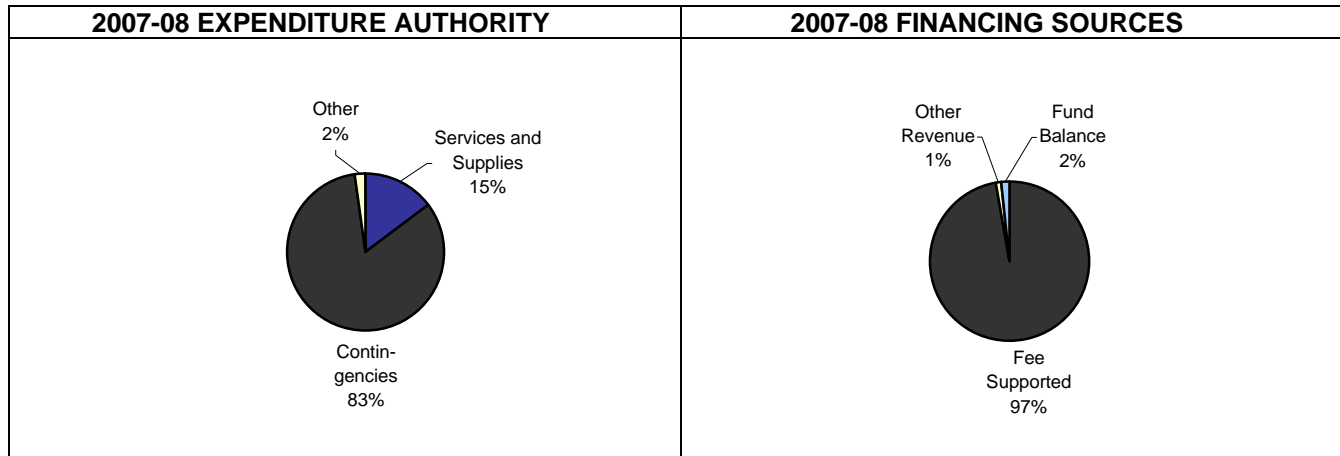 2007-08 EXPENDITURE AUTHORITY
Other
2%
Services and
Supplies
15%
Contin-
gencies
83%
2007-08 FINANCING SOURCES
Other
Revenue
1%
Fund
Balance
2%
Fee
Supported
97%